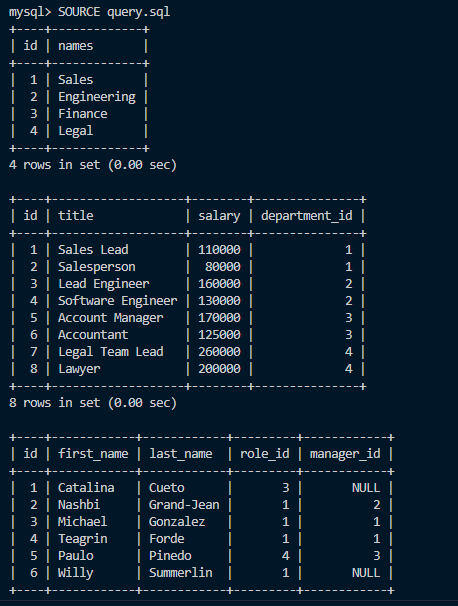 mysql> SOURCE query.sql
+----+-------------+
| id | names       |
+----+-------------+
|  1 | Sales       |
|  2 | Engineering |
|  3 | Finance     |
|  4 | Legal       |
+----+-------------+
4 rows in set (0.00 sec)

+----+-------------------+--------+---------------+
| id | title             | salary | department_id |
+----+-------------------+--------+---------------+
|  1 | Sales Lead        | 110000 |             1 |
|  2 | Salesperson       |  80000 |             1 |
|  3 | Lead Engineer     | 160000 |             2 |
|  4 | Software Engineer | 130000 |             2 |
|  5 | Account Manager   | 170000 |             3 |
|  6 | Accountant        | 125000 |             3 |
|  7 | Legal Team Lead   | 260000 |             4 |
|  8 | Lawyer            | 200000 |             4 |
+----+-------------------+--------+---------------+
8 rows in set (0.00 sec)

+----+------------+------------+---------+------------+
| id | first_name | last_name  | role_id | manager_id |
+----+------------+------------+---------+------------+
|  1 | Catalina   | Cueto      |       3 |       NULL |
|  2 | Nashbi     | Grand-Jean |       1 |          2 |
|  3 | Michael    | Gonzalez   |       1 |          1 |
|  4 | Teagrin    | Forde      |       1 |          1 |
|  5 | Paulo      | Pinedo     |       4 |          3 |
|  6 | Willy      | Summerlin  |       1 |       NULL |
+----+------------+------------+---------+------------+